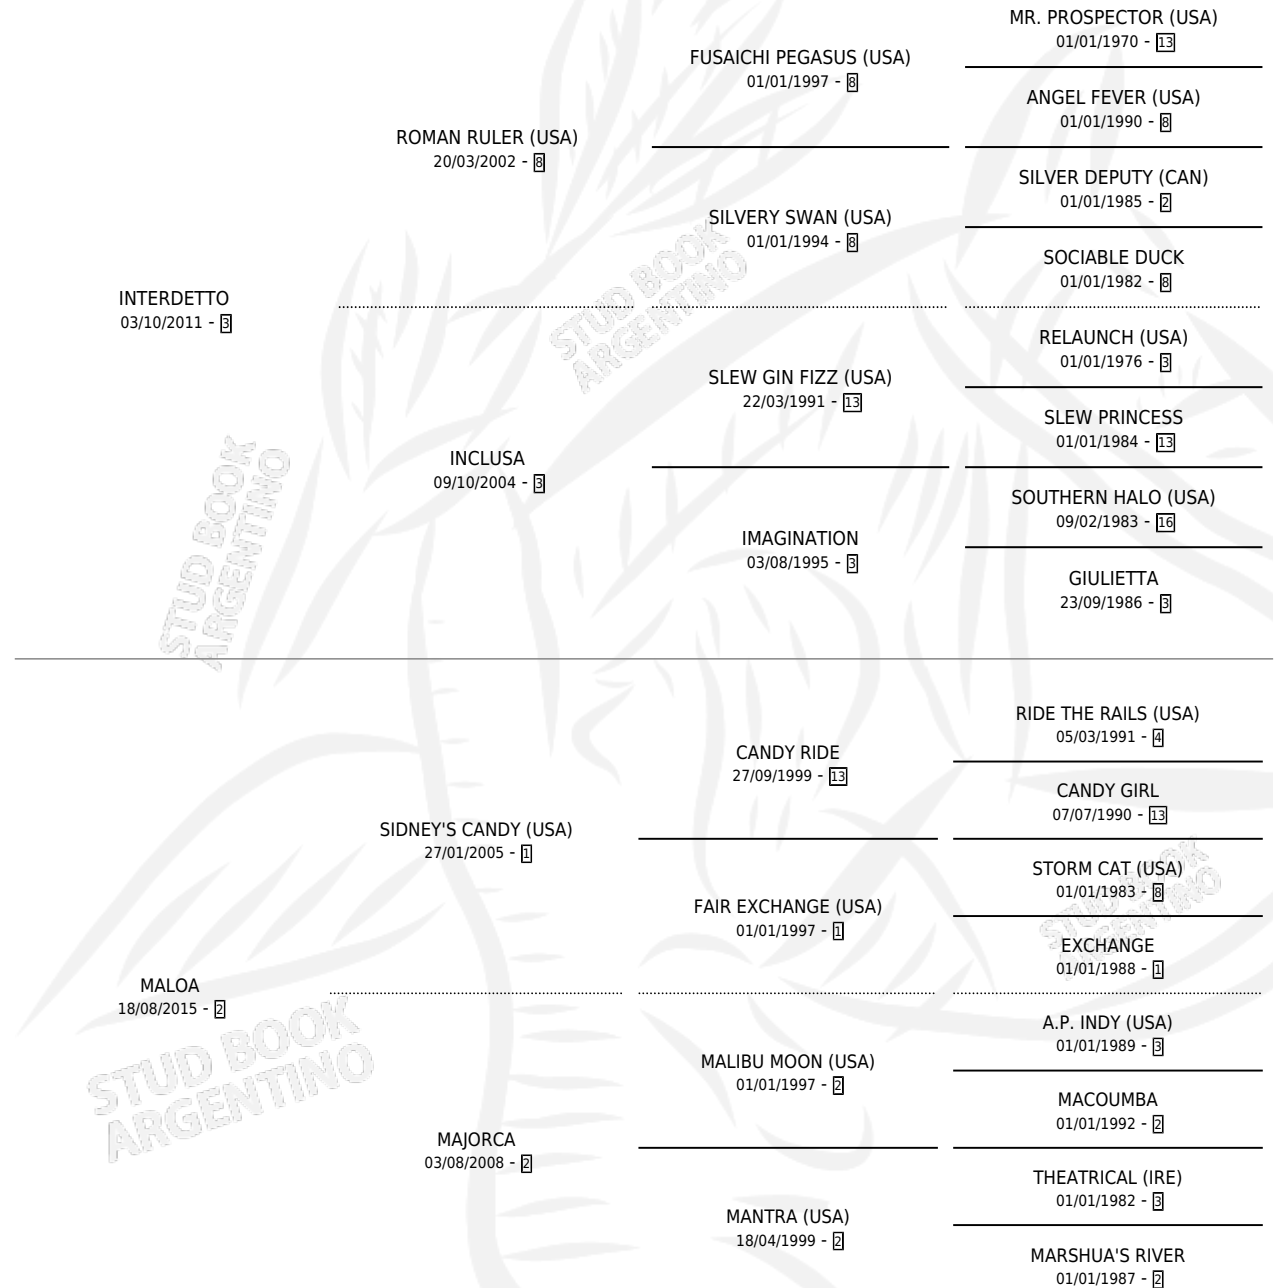 MR. PROSPECTOR (USA)
01/01/1970 - 13
FUSAICHI PEGASUS (USA)
01/01/1997 - 8
ANGEL FEVER (USA)
01/01/1990 - 8
ROMAN RULER (USA)
20/03/2002 - 8
SILVER DEPUTY (CAN)
01/01/1985 - 2
SILVERY SWAN (USA)
01/01/1994 - 8
SOCIABLE DUCK
01/01/1982 - 8
INTERDETTO
03/10/2011 - 3
RELAUNCH (USA)
01/01/1976 - 3
SLEW GIN FIZZ (USA)
22/03/1991 - 13
SLEW PRINCESS
01/01/1984 - 13
INCLUSA
09/10/2004 - 3
SOUTHERN HALO (USA)
09/02/1983 - 16
IMAGINATION
03/08/1995 - 3
GIULIETTA
23/09/1986 - 3
RIDE THE RAILS (USA)
05/03/1991 - 4
CANDY RIDE
27/09/1999 - 13
CANDY GIRL
07/07/1990 - 13
SIDNEY'S CANDY (USA)
27/01/2005 - 1
STORM CAT (USA)
01/01/1983 - 8
FAIR EXCHANGE (USA)
01/01/1997 - 1
EXCHANGE
01/01/1988 - 1
MALOA
18/08/2015 - 2
A.P. INDY (USA)
01/01/1989 - 3
MALIBU MOON (USA)
01/01/1997 - 2
MACOUMBA
01/01/1992 - 2
MAJORCA
03/08/2008 - 2
THEATRICAL (IRE)
01/01/1982 - 3
MANTRA (USA)
18/04/1999 - 2
MARSHUA'S RIVER
01/01/1987 - 2
STUD BOOK
ARGENTINO
STUD BOOK
ARGENTINO
STUD BOOK
ARGENTINO
STUD BOOK
ARGENTINO